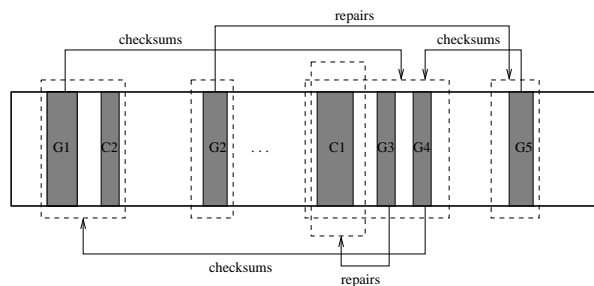 repairs
checksums
checksums
G1 C2 G2 ... C1 G3 G4 G5
checksums
repairs